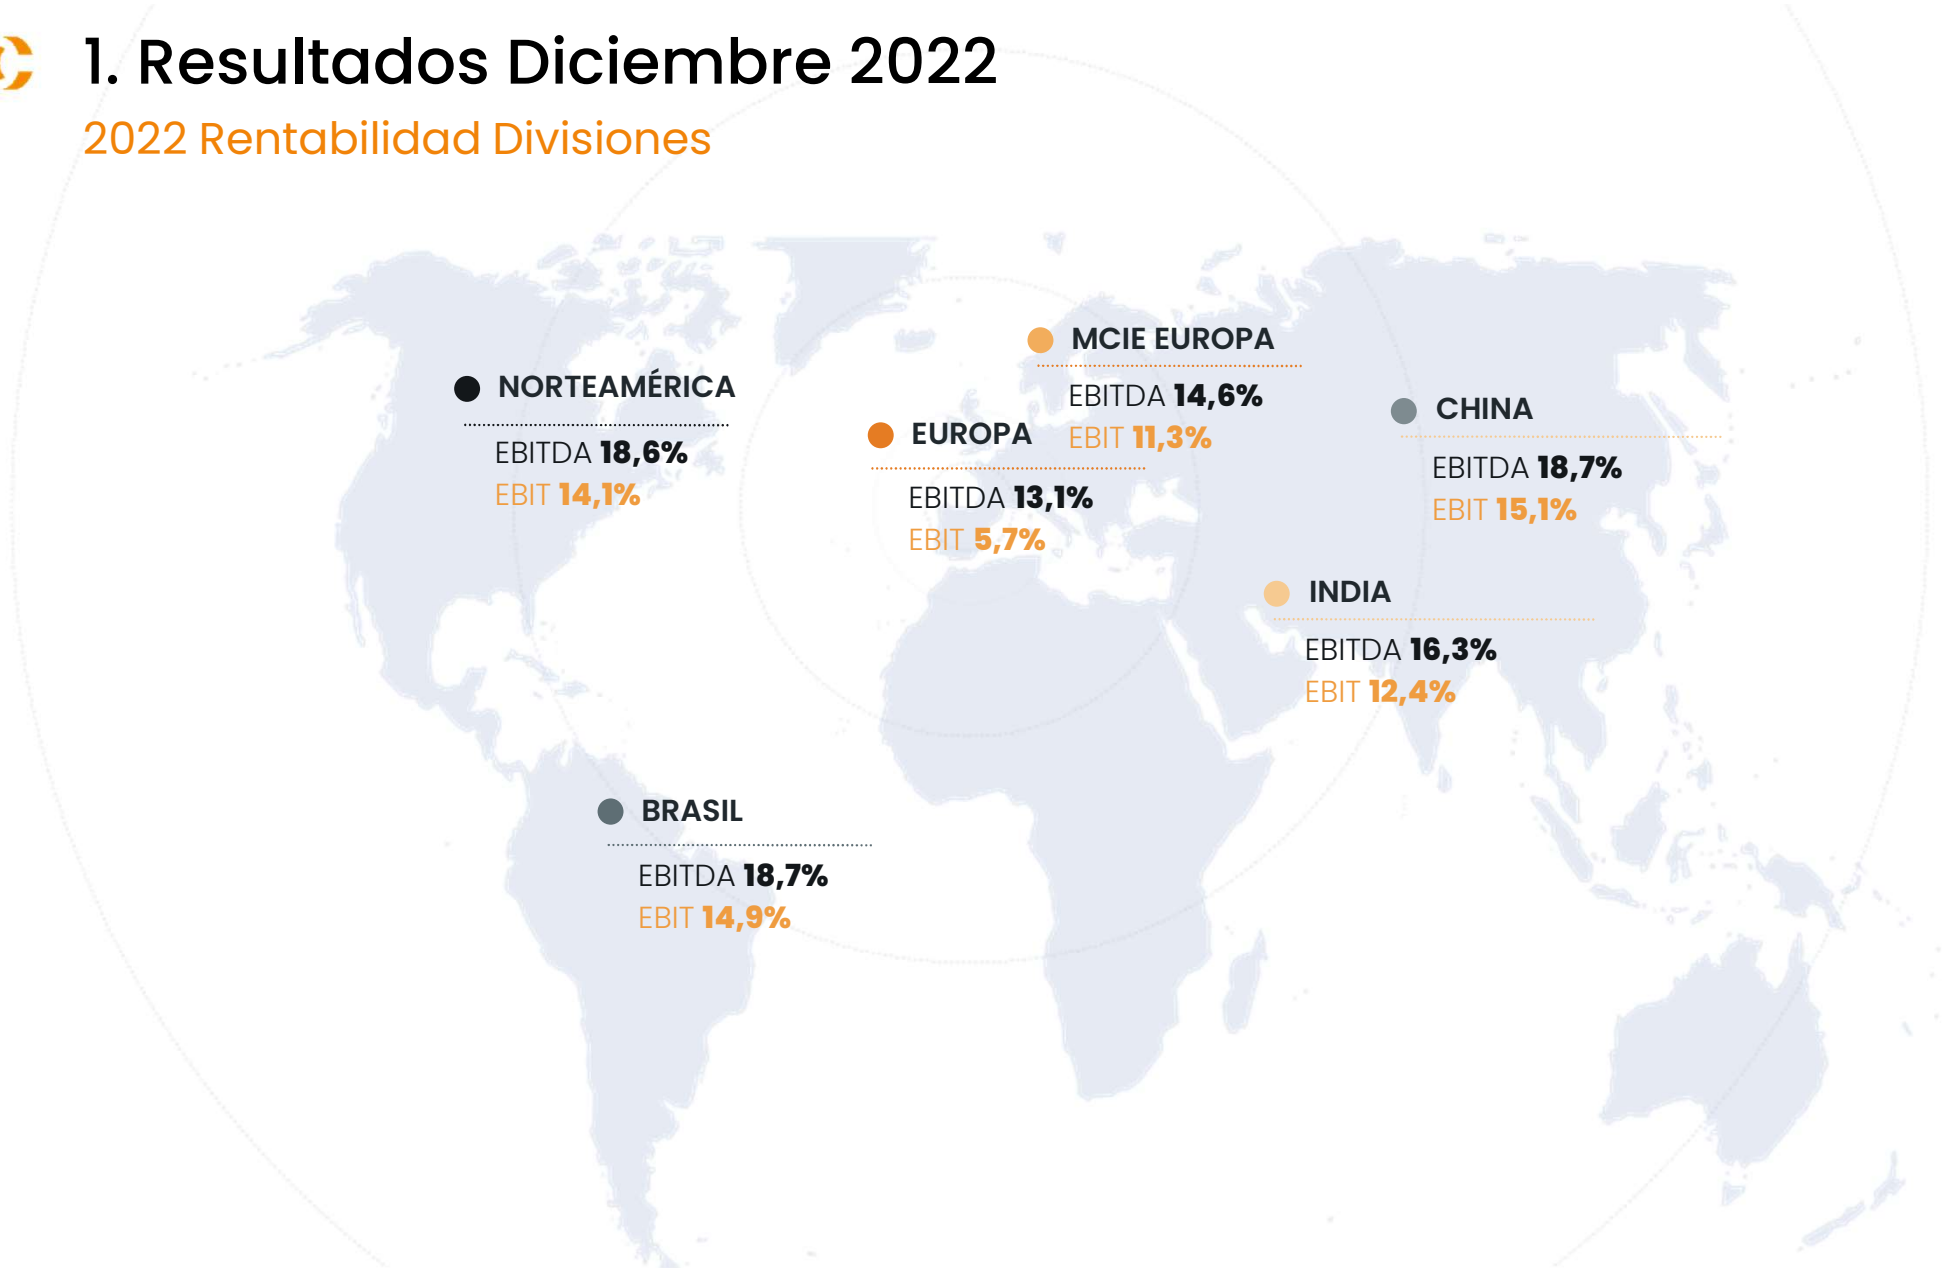 1. Resultados Diciembre 2022
2022 Rentabilidad Divisiones
NORTEAMÉRICA
EBITDA 18,6%
EBIT 14,1%
EUROPA
EBITDA 13,1%
EBIT 5,7%
MCIE EUROPA
EBITDA 14,6%
EBIT 11,3%
CHINA
EBITDA 18,7%
EBIT 15,1%
INDIA
EBITDA 16,3%
EBIT 12,4%
BRASIL
EBITDA 18,7%
EBIT 14,9%